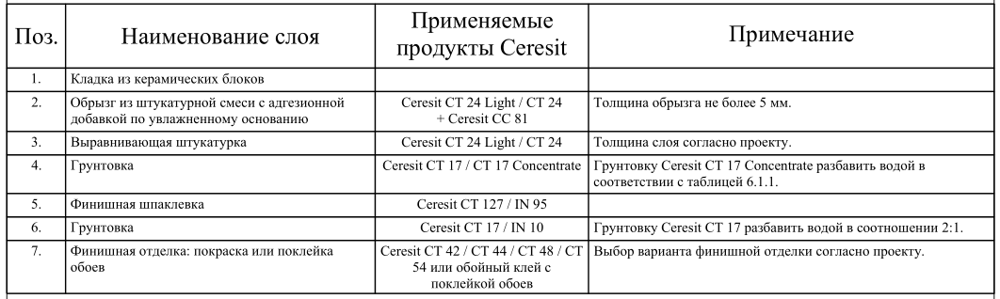 Поз.
Наименование слоя
Применяемые
продукты Ceresit
Примечание
1.
Кладка из керамических блоков
2.
Обрызг из штукатурной смеси с адгезионной
добавкой по увлажненному основанию
Ceresit CT 24 Light / CT 24
+ Ceresit CC 81
Толщина обрызга не более 5 мм.
3.
Выравнивающая штукатурка
Ceresit CT 24 Light / CT 24
Толщина слоя согласно проекту.
4.
Грунтовка
Ceresit CT 17 / CT 17 Concentrate
Грунтовку Ceresit CT 17 Concentrate разбавить водой в
соответствии с таблицей 6.1.1.
5.
Финишная шпаклевка
Ceresit CT 127 / IN 95
6.
Грунтовка
Ceresit CT 17 / IN 10
Грунтовку Ceresit CT 17 разбавить водой в соотношении 2:1.
7.
Финишная отделка: покраска или поклейка
обоев
Ceresit CT 42 / CT 44 / CT 48 / CT
54 или обойный клей с
поклейкой обоев
Выбор варианта финишной отделки согласно проекту.